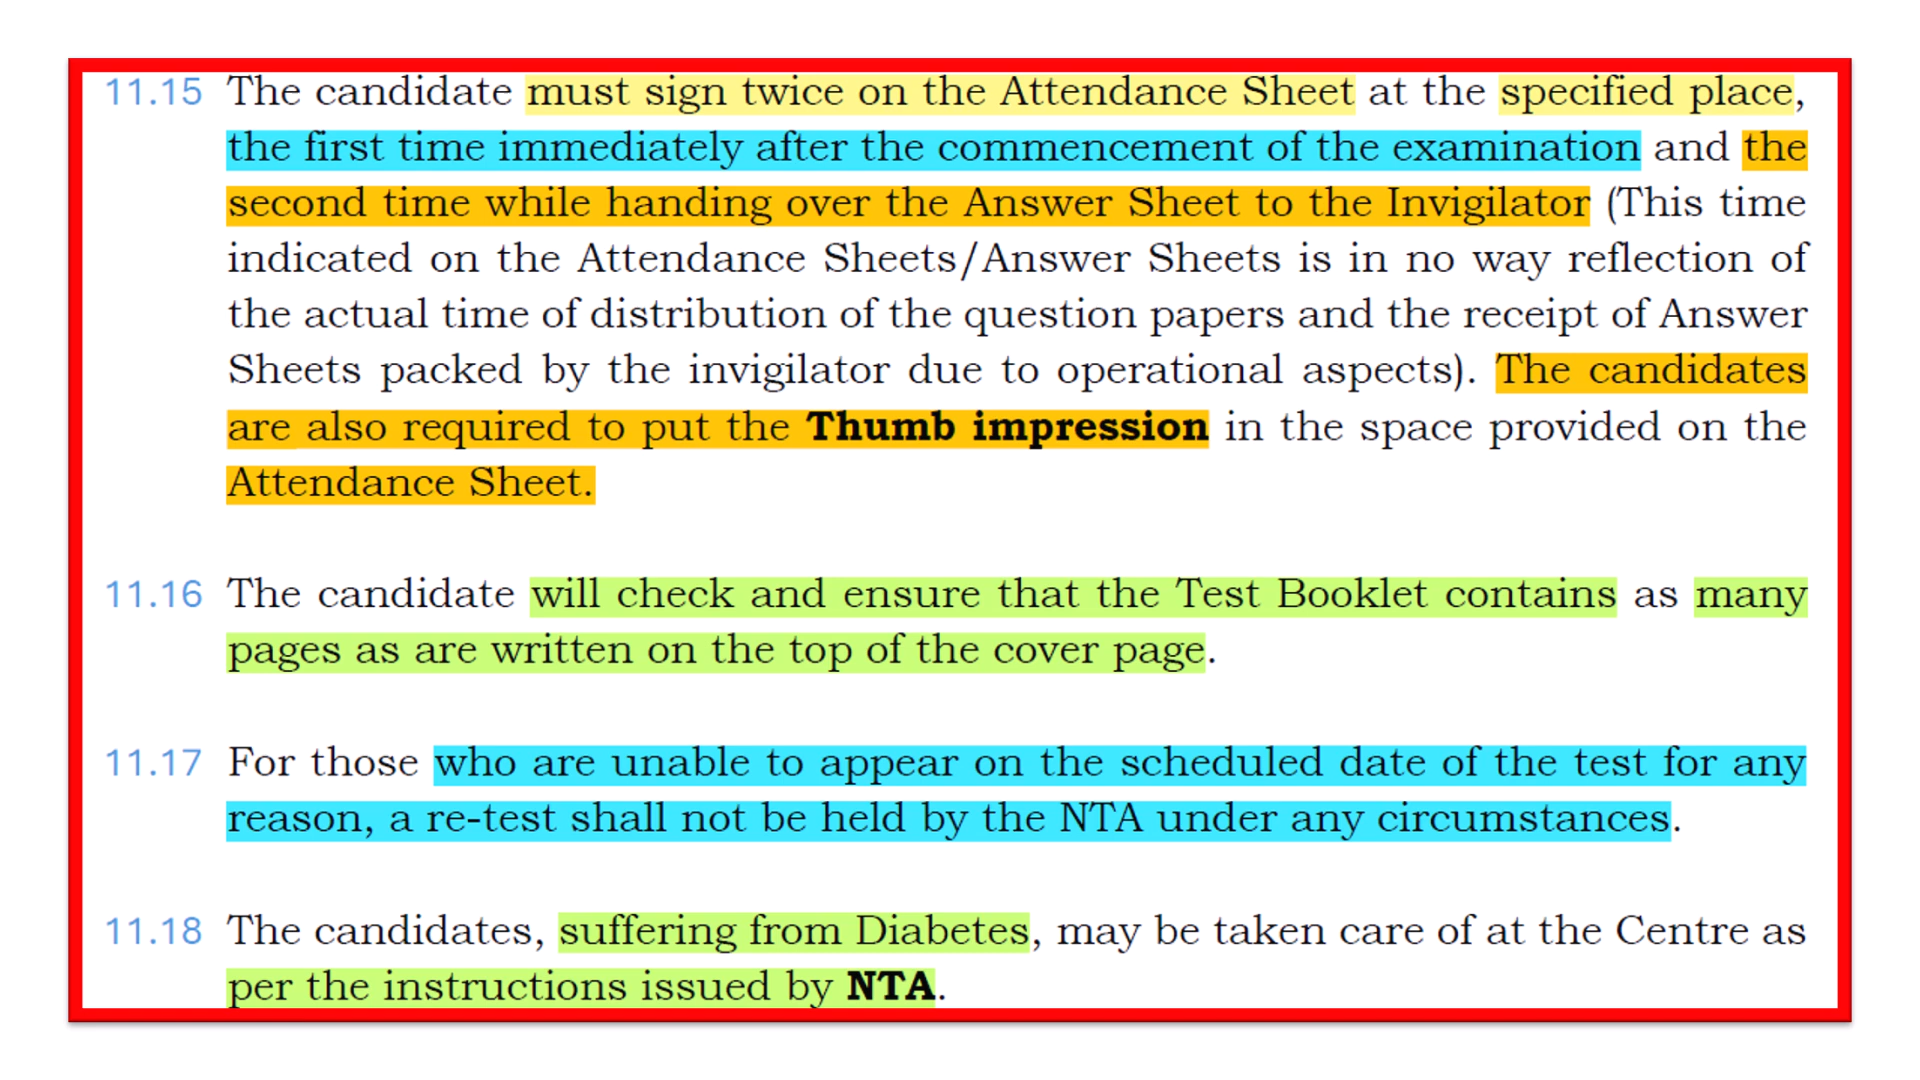 11.15 The candidate must sign twice on the Attendance Sheet at the specified place,
the first time immediately after the commencement of the examination and the
second time while handing over the Answer Sheet to the Invigilator (This time
indicated on the Attendance Sheets/Answer Sheets is in no way reflection of
the actual time of distribution of the question papers and the receipt of Answer
Sheets packed by the invigilator due to operational aspects). The candidates
are also required to put the Thumb impression in the space provided on the
Attendance Sheet.
11.16 The candidate will check and ensure that the Test Booklet contains as many
pages as are written on the top of the cover page.
11.17 For those who are unable to appear on the scheduled date of the test for any
reason, a re-test shall not be held by the NTA under any circumstances.
11.18 The candidates, suffering from Diabetes, may be taken care of at the Centre as
per the instructions issued by NTA.